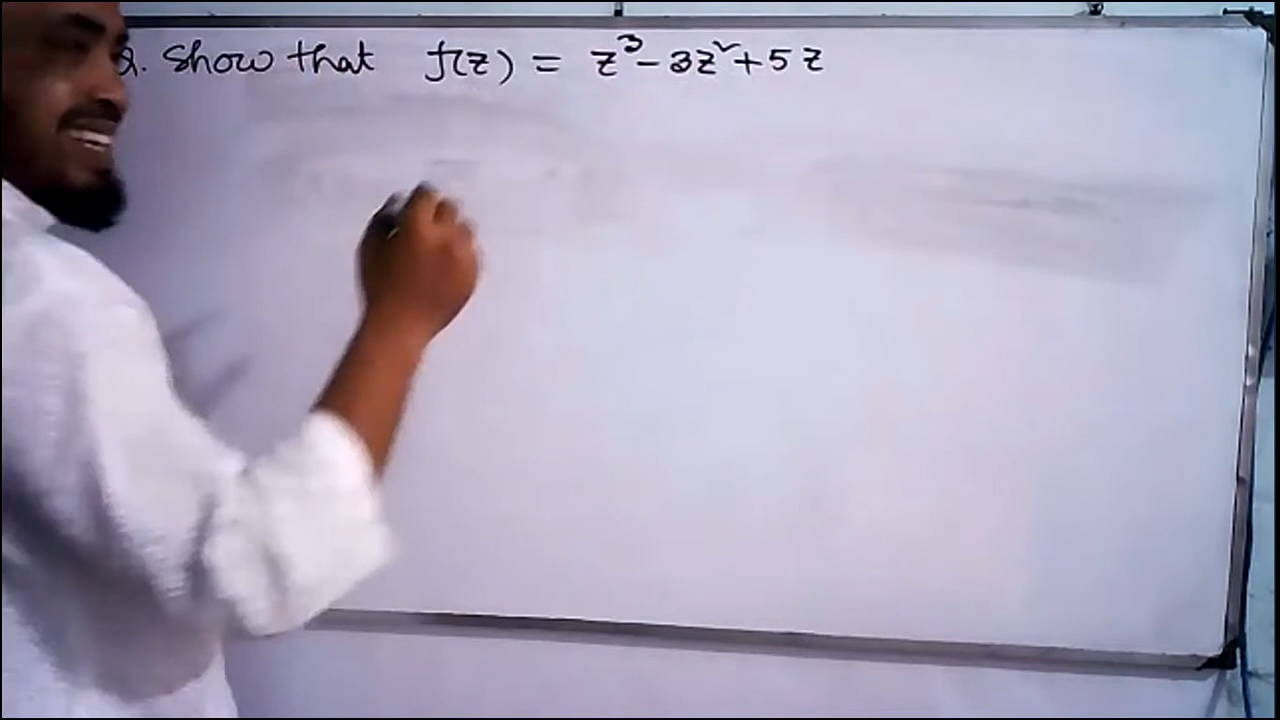 Q. Show that f(z) = z³ - 3z² + 5z